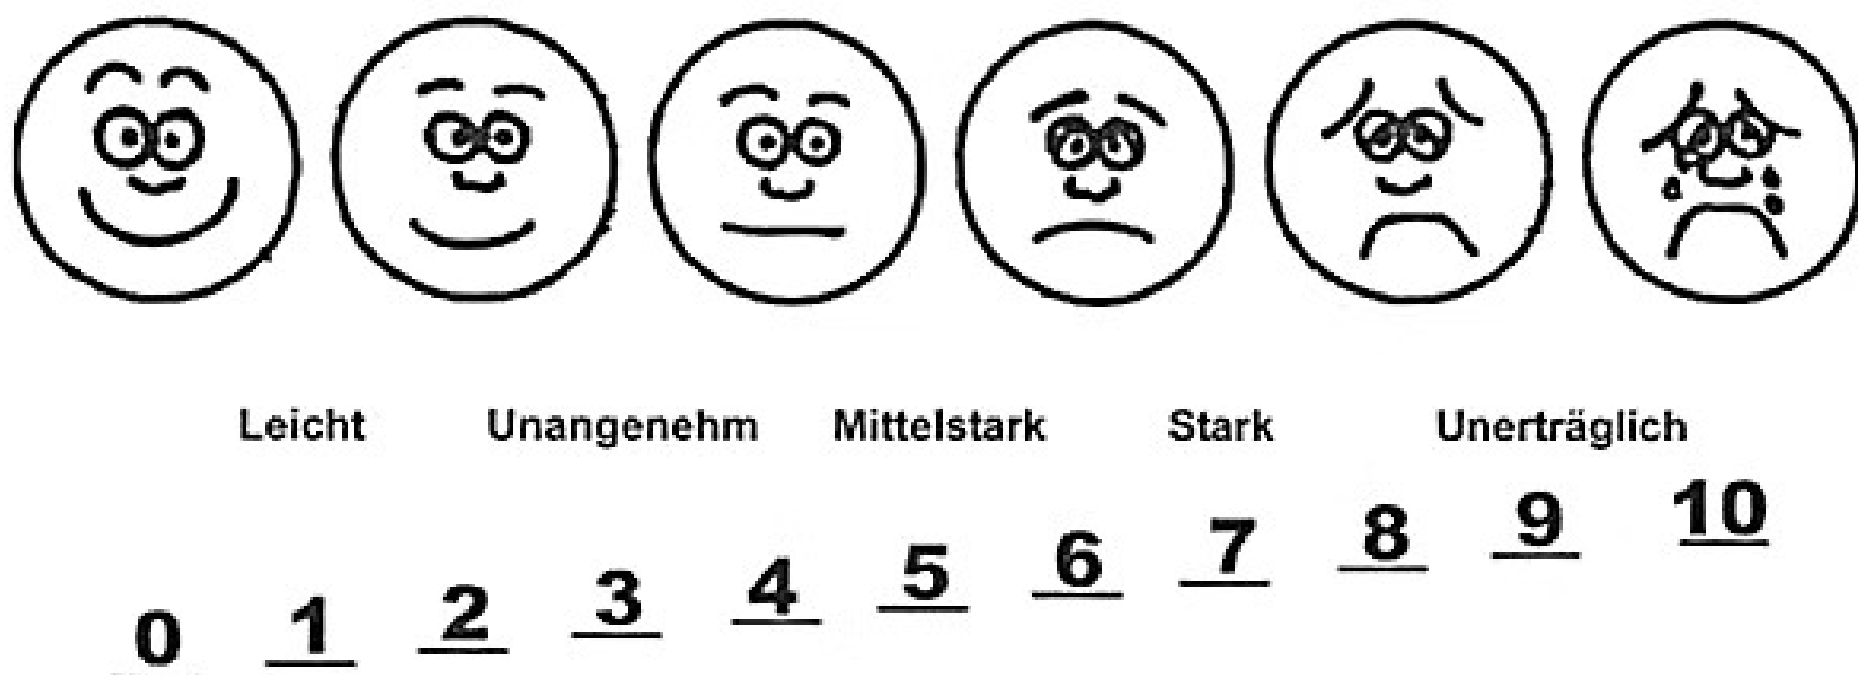 Leicht Unangenehm Mittelstark Stark Unerträglich
0 1 2 3 4 5 6 7 8 9 10